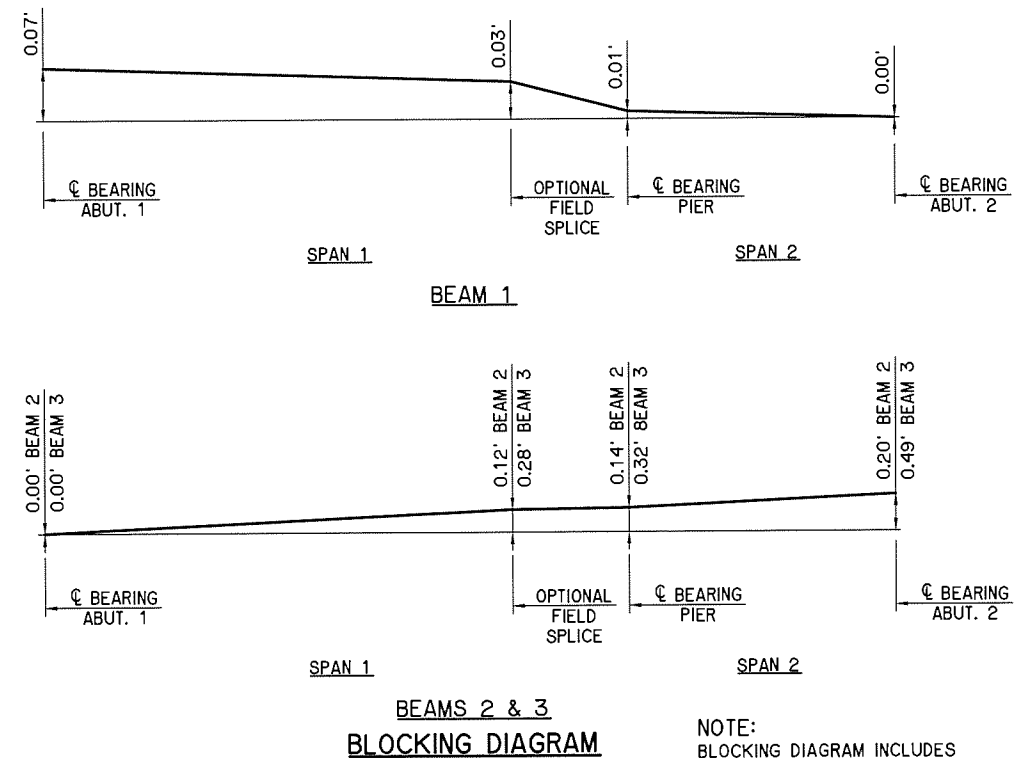 0.07'
0.03'
0.01'
0.00'
℄ BEARING
ABUT. 1
OPTIONAL
FIELD
SPLICE
℄ BEARING
PIER
℄ BEARING
ABUT. 2
SPAN 1
SPAN 2
BEAM 1
0.00' BEAM 2
0.00' BEAM 3
0.12' BEAM 2
0.28' BEAM 3
0.14' BEAM 2
0.32' BEAM 3
0.20' BEAM 2
0.49' BEAM 3
℄ BEARING
ABUT. 1
OPTIONAL
FIELD
SPLICE
℄ BEARING
PIER
℄ BEARING
ABUT. 2
SPAN 1
SPAN 2
BEAMS 2 & 3
BLOCKING DIAGRAM
NOTE:
BLOCKING DIAGRAM INCLUDES